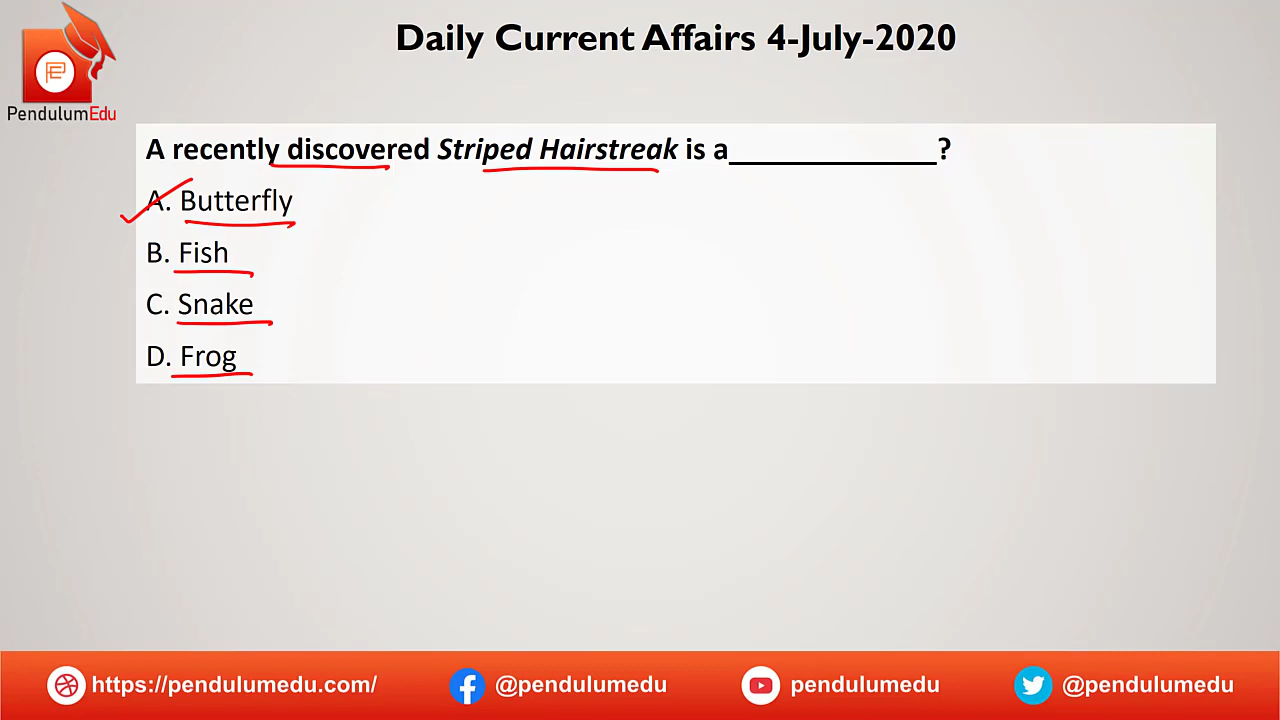 Daily Current Affairs 4-July-2020
PendulumEdu
A recently discovered Striped Hairstreak is a_____________?
A. Butterfly
B. Fish
C. Snake
D. Frog
https://pendulumedu.com/ @pendulumedu pendulumedu @pendulumedu